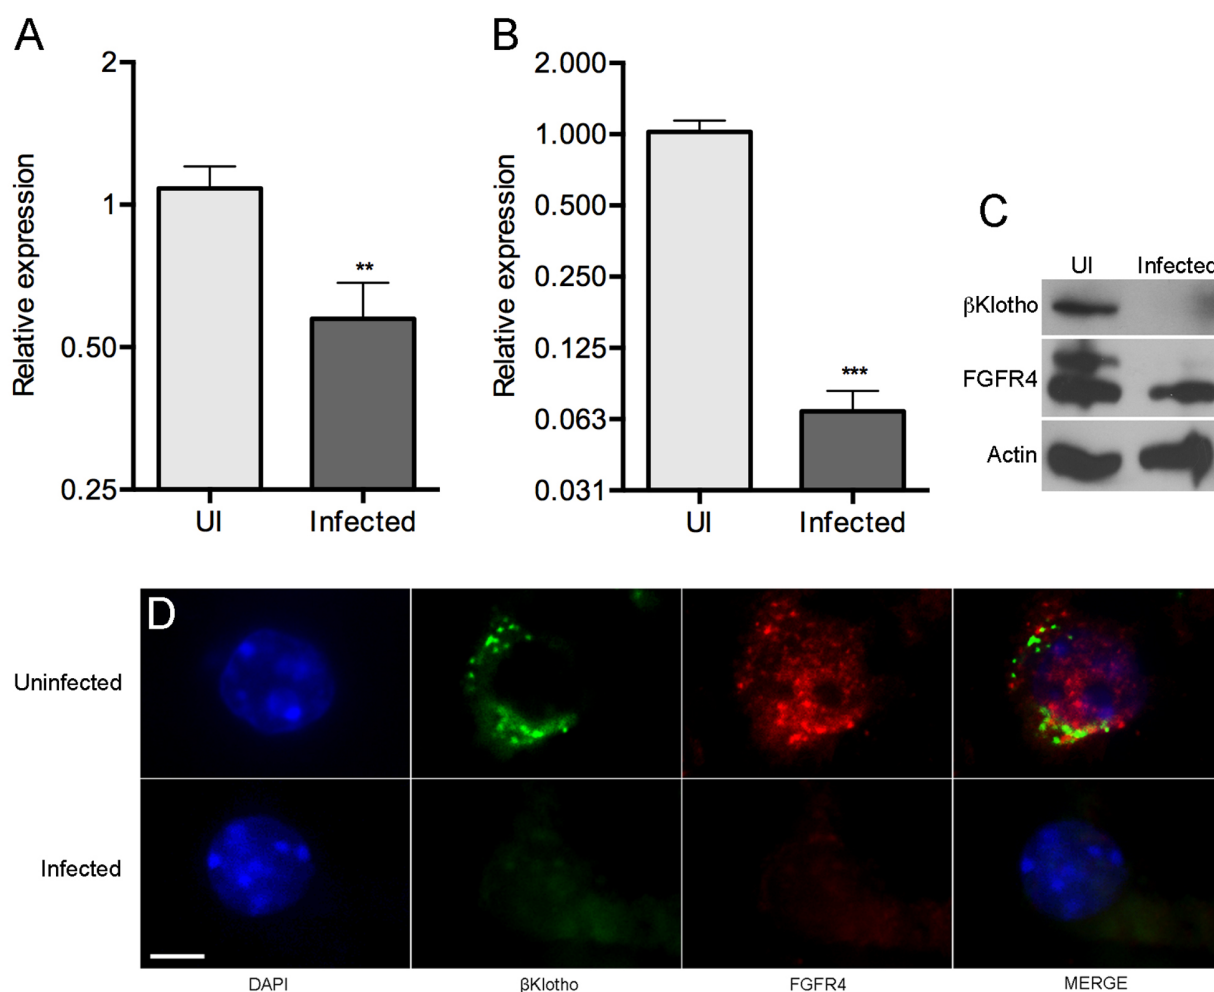 A
2
1
0.50
0.25
Relative expression
**
UI
Infected
B
2.000
1.000
0.500
0.250
0.125
0.063
0.031
Relative expression
***
UI
Infected
C
UI Infected
βKlotho
FGFR4
Actin
D
Uninfected
Infected
DAPI βKlotho FGFR4 MERGE